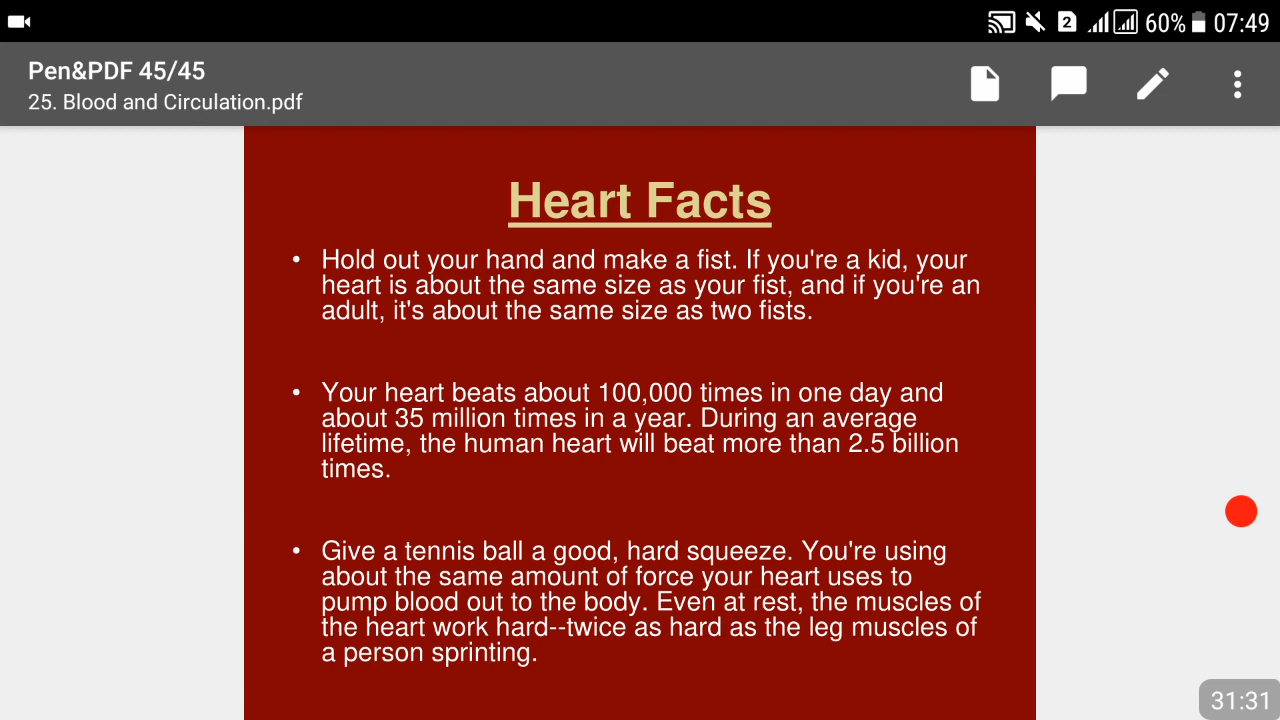 2 60% 07:49
Pen&PDF 45/45
25. Blood and Circulation.pdf
Heart Facts
• Hold out your hand and make a fist. If you're a kid, your
heart is about the same size as your fist, and if you're an
adult, it's about the same size as two fists.
• Your heart beats about 100,000 times in one day and
about 35 million times in a year. During an average
lifetime, the human heart will beat more than 2.5 billion
times.
• Give a tennis ball a good, hard squeeze. You're using
about the same amount of force your heart uses to
pump blood out to the body. Even at rest, the muscles of
the heart work hard--twice as hard as the leg muscles of
a person sprinting.
31:31